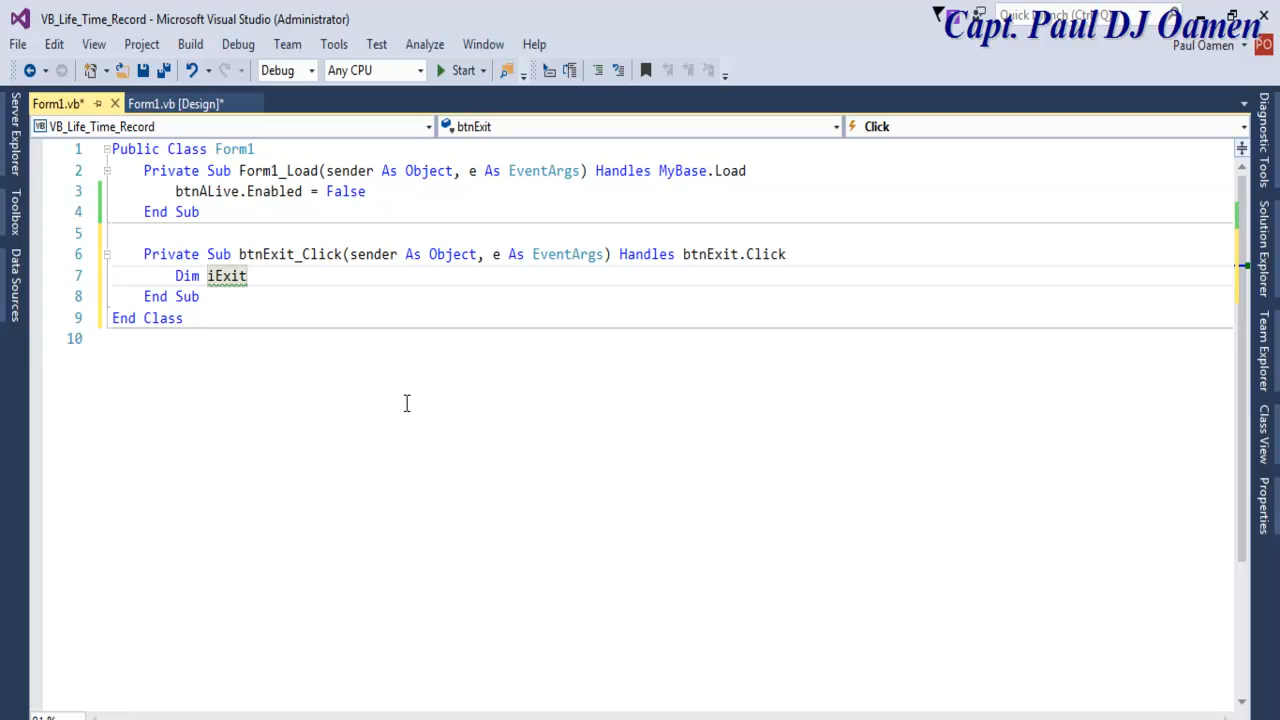 VB_Life_Time_Record - Microsoft Visual Studio (Administrator)
Quick Launch (Ctrl+Q)
Capt. Paul DJ Oamen
File Edit View Project Build Debug Team Tools Test Analyze Window Help
Paul Oamen
PO
Debug Any CPU Start
Form1.vb* Form1.vb [Design]*
VB_Life_Time_Record btnExit Click
1 Public Class Form1
2 Private Sub Form1_Load(sender As Object, e As EventArgs) Handles MyBase.Load
3 btnALive.Enabled = False
4 End Sub
5
6 Private Sub btnExit_Click(sender As Object, e As EventArgs) Handles btnExit.Click
7 Dim iExit
8 End Sub
9 End Class
10
Server Explorer
Toolbox
Data Sources
Diagnostic Tools
Solution Explorer
Team Explorer
Class View
Properties